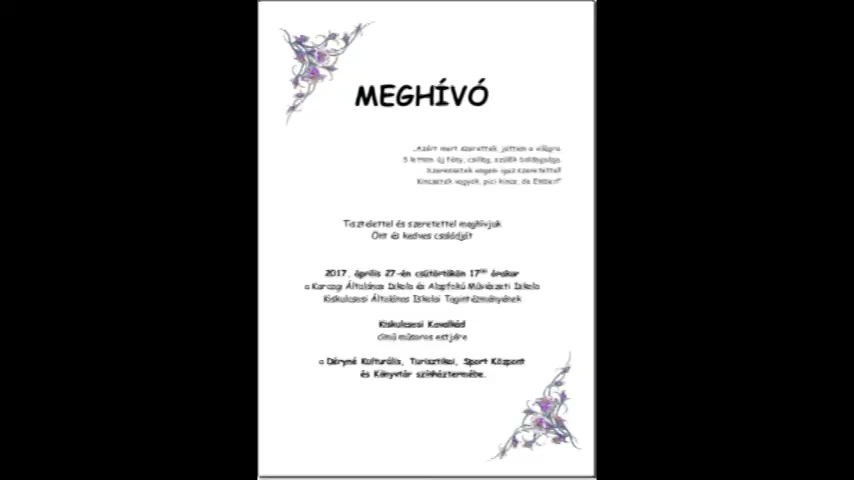 MEGHÍVÓ
„Azért mert szerettek, jöttem a világra.
S lettem új fény, csillag, szülők boldogsága.
Szeressetek engem igaz szeretettel!
Kincsetek vagyok, pici kincs, de Ember!”
Tisztelettel és szeretettel meghívjuk
Önt és kedves családját
2017. április 27-én csütörtökön 17⁰⁰ órakor
a Karcagi Általános Iskola és Alapfokú Művészeti Iskola
Kiskulcsosi Általános Iskolai Tagintézményének
Kiskulcsosi Kavalkád
című műsoros estjére
a Déryné Kulturális, Turisztikai, Sport Központ
és Könyvtár színháztermébe.